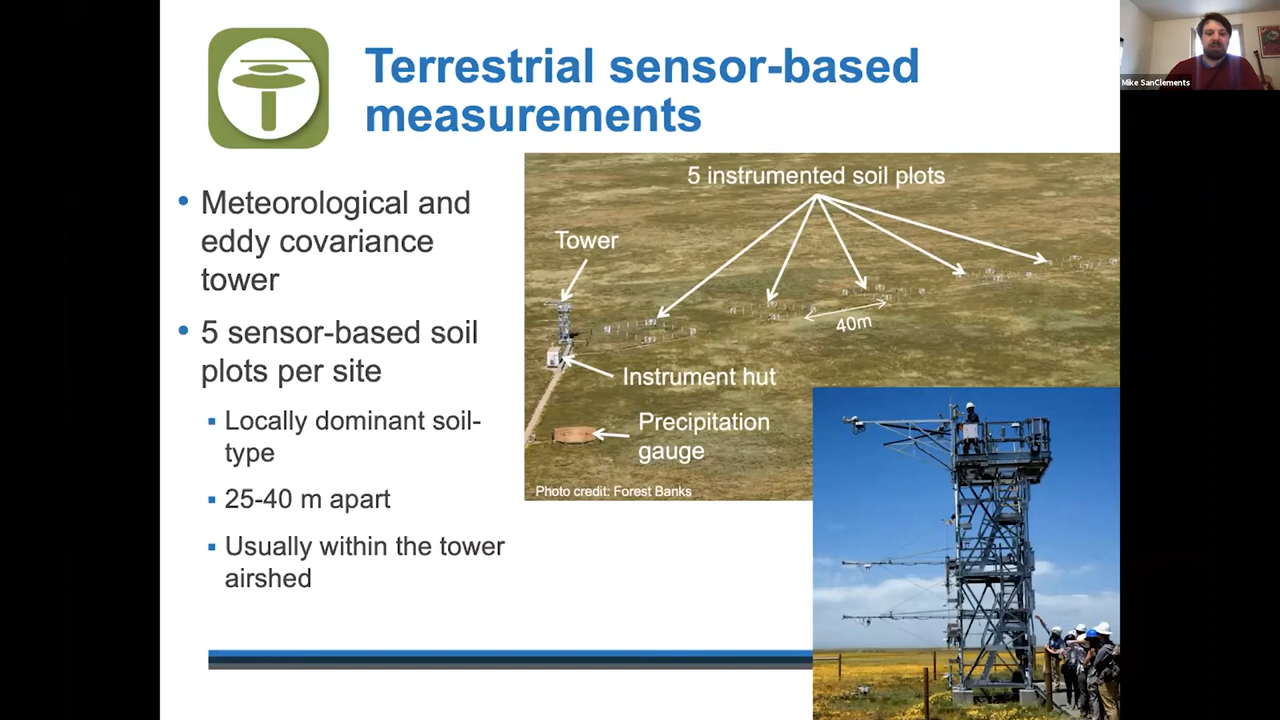 Terrestrial sensor-based
measurements
Mike SanClements
• Meteorological and
eddy covariance
tower
• 5 sensor-based soil
plots per site
▪ Locally dominant soil-
type
▪ 25-40 m apart
▪ Usually within the tower
airshed
5 instrumented soil plots
Tower
40m
Instrument hut
Precipitation
gauge
Photo credit: Forest Banks